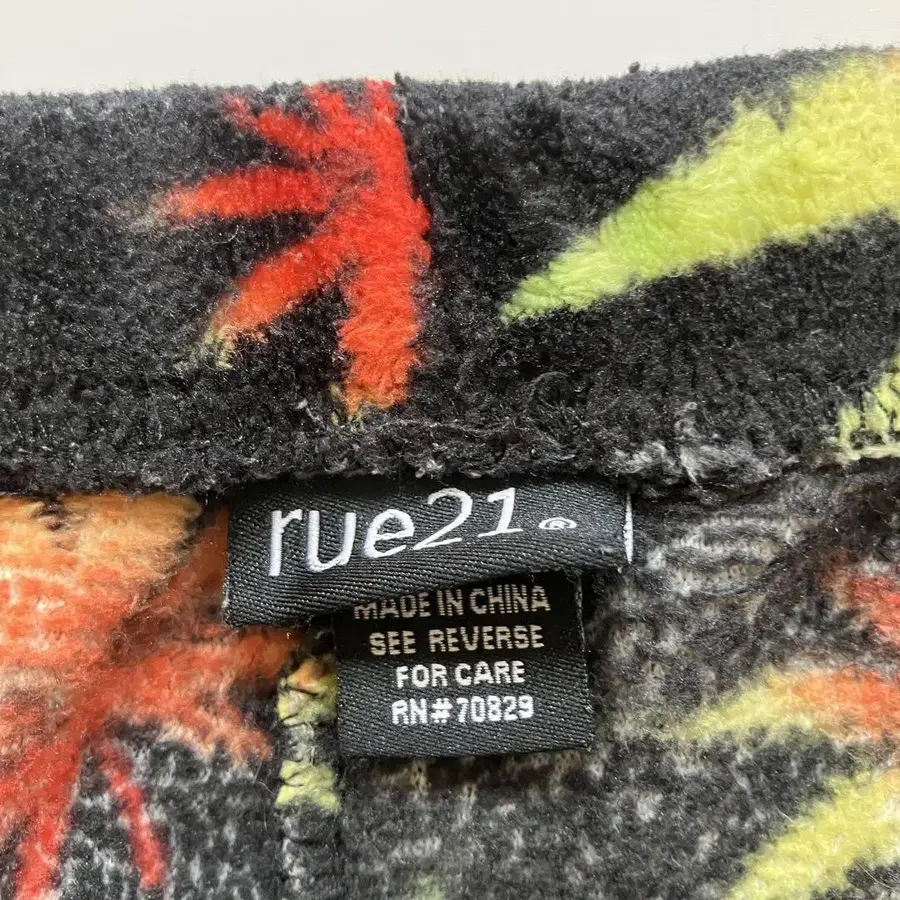 rue21®
MADE IN CHINA
SEE REVERSE
FOR CARE
RN#70829